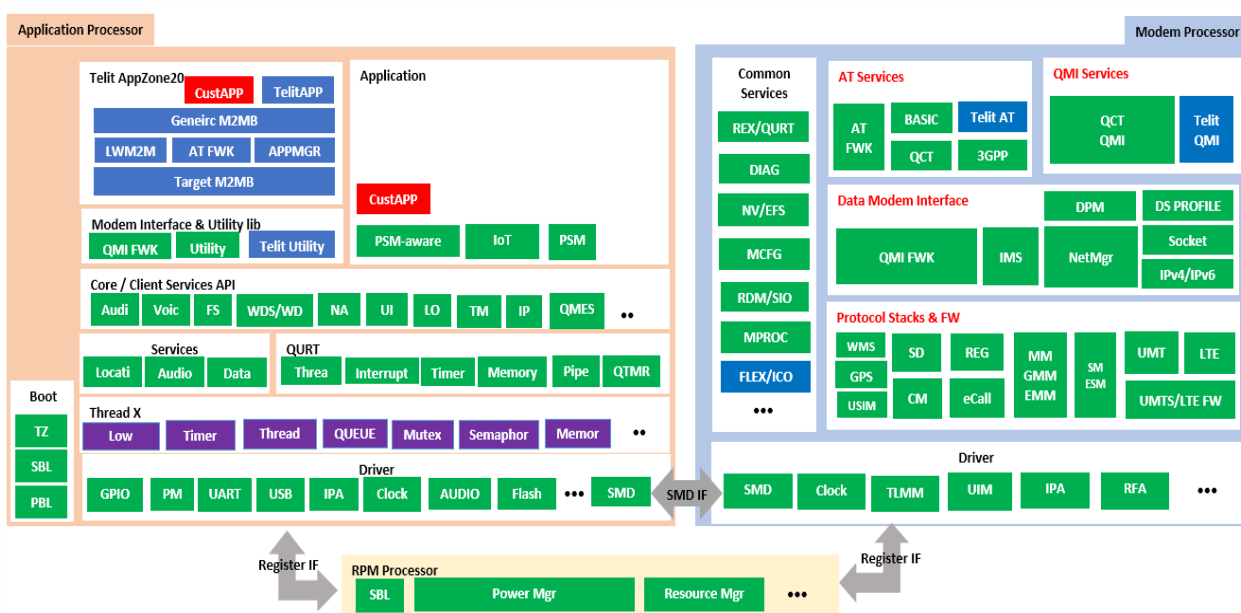 Application Processor
Telit AppZone20
CustAPP
TelitAPP
Geneirc M2MB
LWM2M
AT FWK
APPMGR
Target M2MB
Modem Interface & Utility lib
QMI FWK
Utility
Telit Utility
Application
CustAPP
PSM-aware
IoT
PSM
Core / Client Services API
Audi
Voic
FS
WDS/WD
NA
UI
LO
TM
IP
QMES
••
Services
Locati
Audio
Data
QURT
Threa
Interrupt
Timer
Memory
Pipe
QTMR
Boot
TZ
SBL
PBL
Thread X
Low
Timer
Thread
QUEUE
Mutex
Semaphor
Memor
••
Driver
GPIO
PM
UART
USB
IPA
Clock
AUDIO
Flash
•••
SMD
SMD IF
Modem Processor
Common
Services
REX/QURT
DIAG
NV/EFS
MCFG
RDM/SIO
MPROC
FLEX/ICO
•••
AT Services
AT
FWK
BASIC
Telit AT
QCT
3GPP
QMI Services
QCT
QMI
Telit
QMI
Data Modem Interface
QMI FWK
IMS
DPM
NetMgr
DS PROFILE
Socket
IPv4/IPv6
Protocol Stacks & FW
WMS
GPS
USIM
SD
CM
REG
eCall
MM
GMM
EMM
SM
ESM
UMT
LTE
UMTS/LTE FW
Driver
SMD
Clock
TLMM
UIM
IPA
RFA
•••
Register IF
Register IF
RPM Processor
SBL
Power Mgr
Resource Mgr
•••